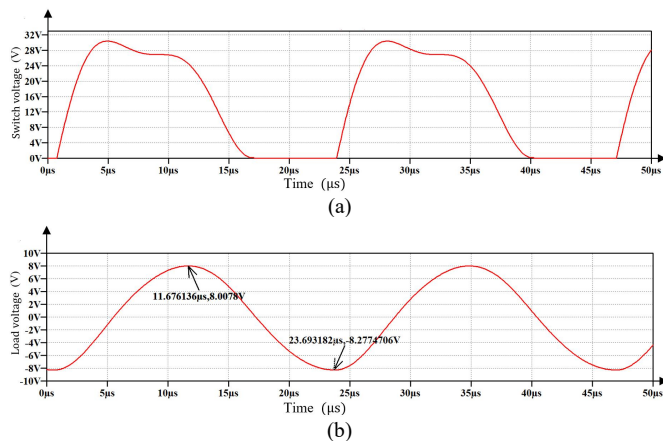 32V
28V
24V
20V
16V
12V
8V
4V
0V
Switch voltage (V)
0µs 5µs 10µs 15µs 20µs 25µs 30µs 35µs 40µs 45µs 50µs
Time (µs)
(a)
10V
8V
6V
4V
2V
0V
-2V
-4V
-6V
-8V
-10V
Load voltage (V)
11.676136µs,8.0078V
23.693182µs,-8.2774706V
0µs 5µs 10µs 15µs 20µs 25µs 30µs 35µs 40µs 45µs 50µs
Time (µs)
(b)